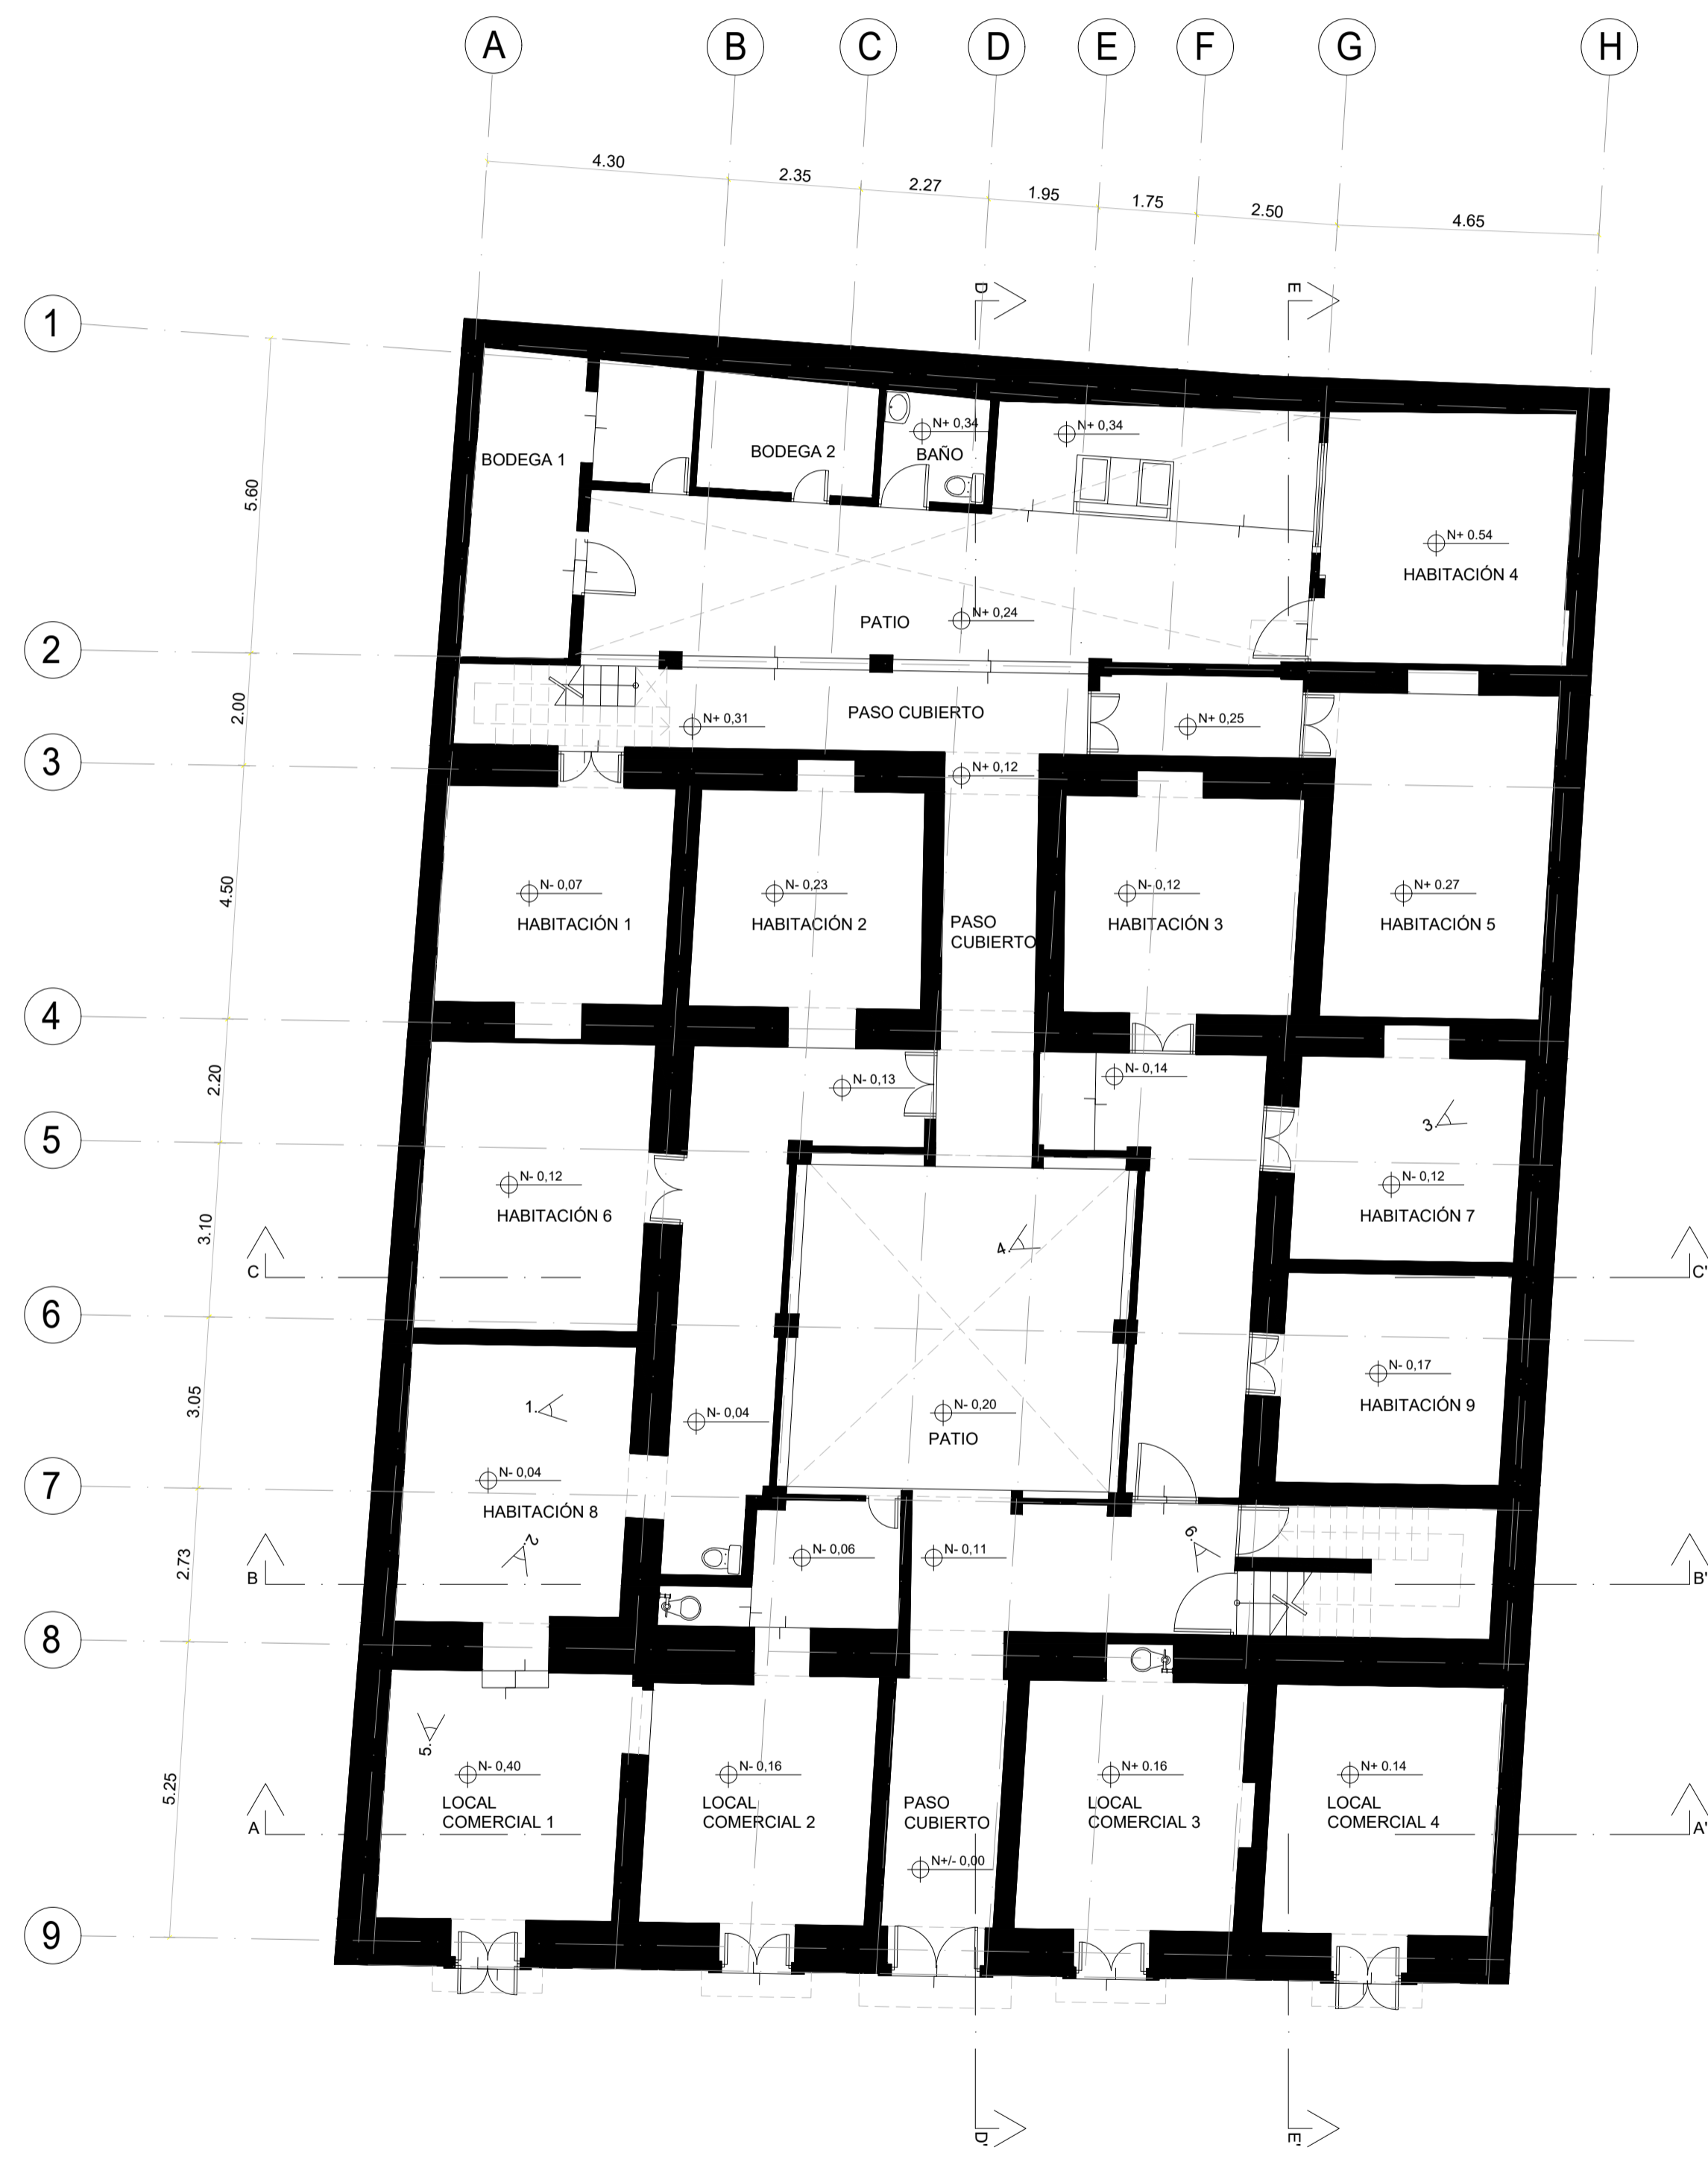 A B C D E F G H
4.30
2.35
2.27
1.95
1.75
2.50
4.65
D
E
1
5.60
N+ 0,34
N+ 0,34
BODEGA 1
BODEGA 2
BAÑO
N+ 0.54
HABITACIÓN 4
N+ 0,24
PATIO
2
2.00
N+ 0,31
PASO CUBIERTO
N+ 0,25
3
N+ 0,12
4.50
N- 0,07
HABITACIÓN 1
N- 0,23
HABITACIÓN 2
PASO
CUBIERTO
N- 0,12
HABITACIÓN 3
N+ 0.27
HABITACIÓN 5
4
2.20
N- 0,13
N- 0,14
3.
5
N- 0,12
HABITACIÓN 6
N- 0,12
HABITACIÓN 7
3.10
4.
C
C'
6
3.05
1.
N- 0,04
N- 0,20
PATIO
N- 0,17
HABITACIÓN 9
7
N- 0,04
HABITACIÓN 8
2.
6.
2.73
N- 0,06
N- 0,11
B
B'
8
5.
5.25
N- 0,40
LOCAL
COMERCIAL 1
N- 0,16
LOCAL
COMERCIAL 2
PASO
CUBIERTO
N+/- 0,00
N+ 0.16
LOCAL
COMERCIAL 3
N+ 0.14
LOCAL
COMERCIAL 4
A
A'
9
D'
E'